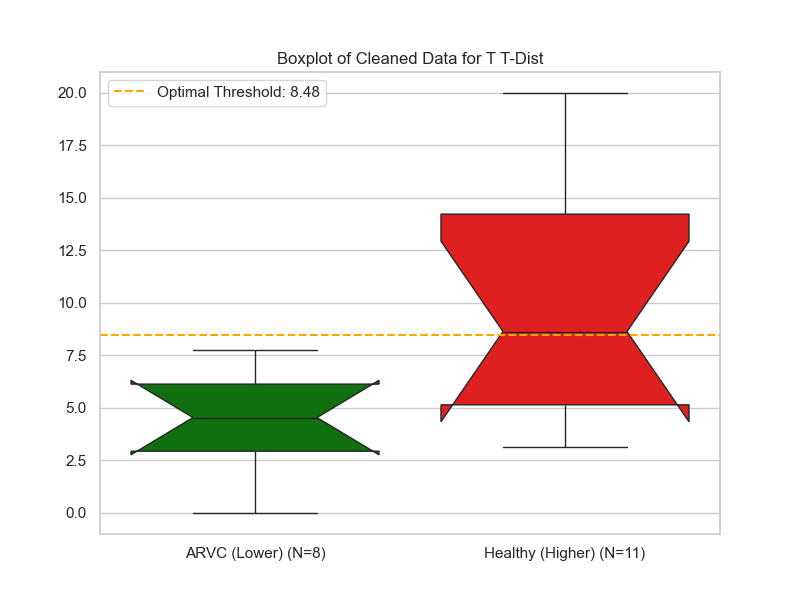 Boxplot of Cleaned Data for T T-Dist
Optimal Threshold: 8.48
20.0
17.5
15.0
12.5
10.0
7.5
5.0
2.5
0.0
ARVC (Lower) (N=8)
Healthy (Higher) (N=11)